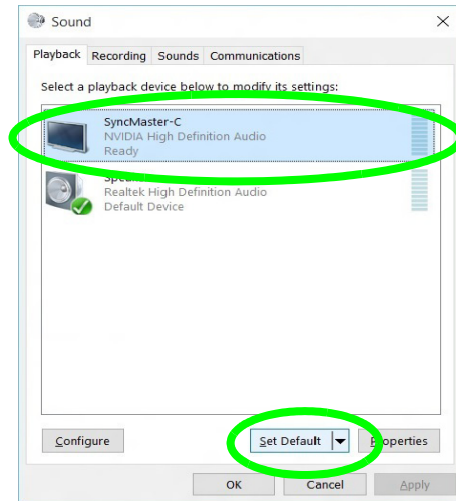 Sound
Playback Recording Sounds Communications
Select a playback device below to modify its settings:
SyncMaster-C
NVIDIA High Definition Audio
Ready
Realtek High Definition Audio
Default Device
Configure Set Default Properties
OK Cancel Apply